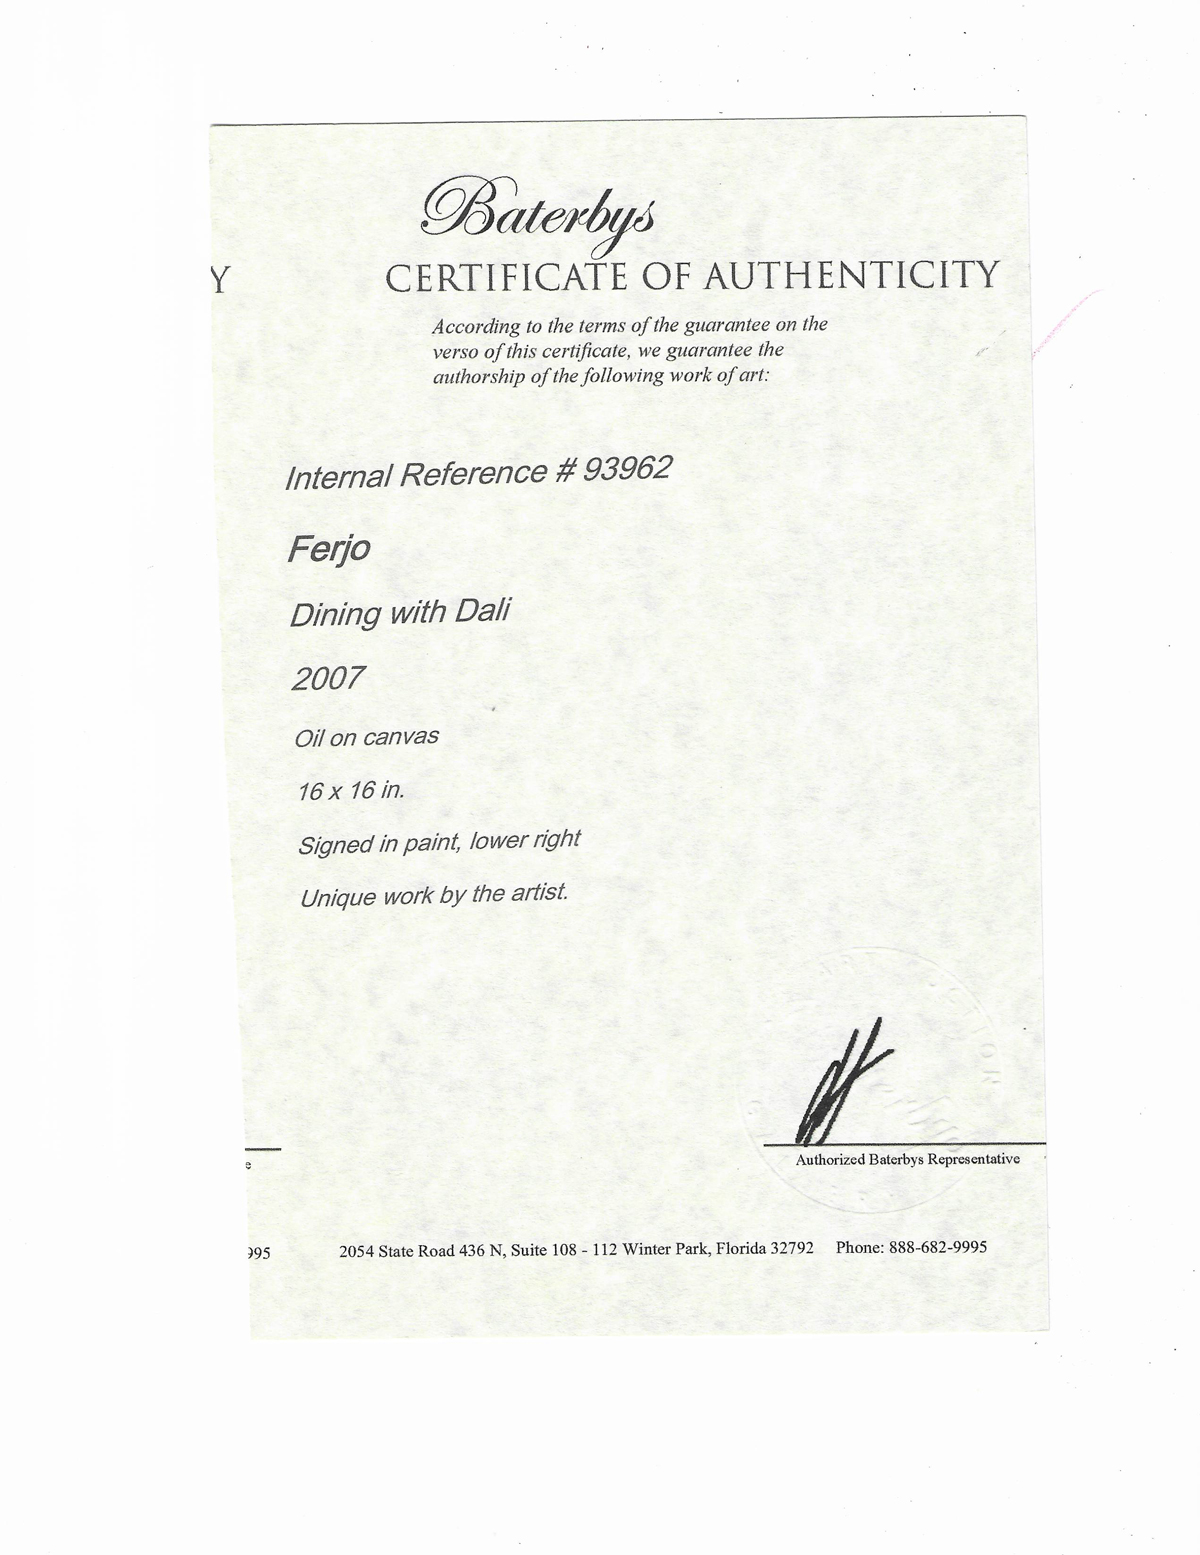 Baterbys
Y
CERTIFICATE OF AUTHENTICITY
According to the terms of the guarantee on the
verso of this certificate, we guarantee the
authorship of the following work of art:
Internal Reference # 93962
Ferjo
Dining with Dali
2007
Oil on canvas
16 x 16 in.
Signed in paint, lower right
Unique work by the artist.
e
Authorized Baterbys Representative
995
2054 State Road 436 N, Suite 108 - 112 Winter Park, Florida 32792 Phone: 888-682-9995